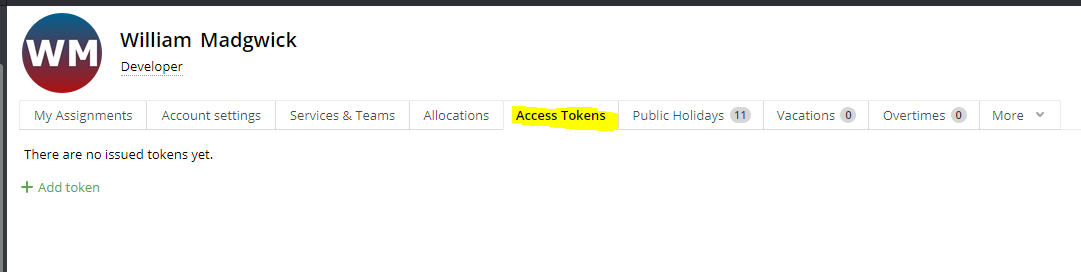 WM
William Madgwick
Developer
My Assignments Account settings Services & Teams Allocations Access Tokens Public Holidays 11 Vacations 0 Overtimes 0 More
There are no issued tokens yet.
+ Add token